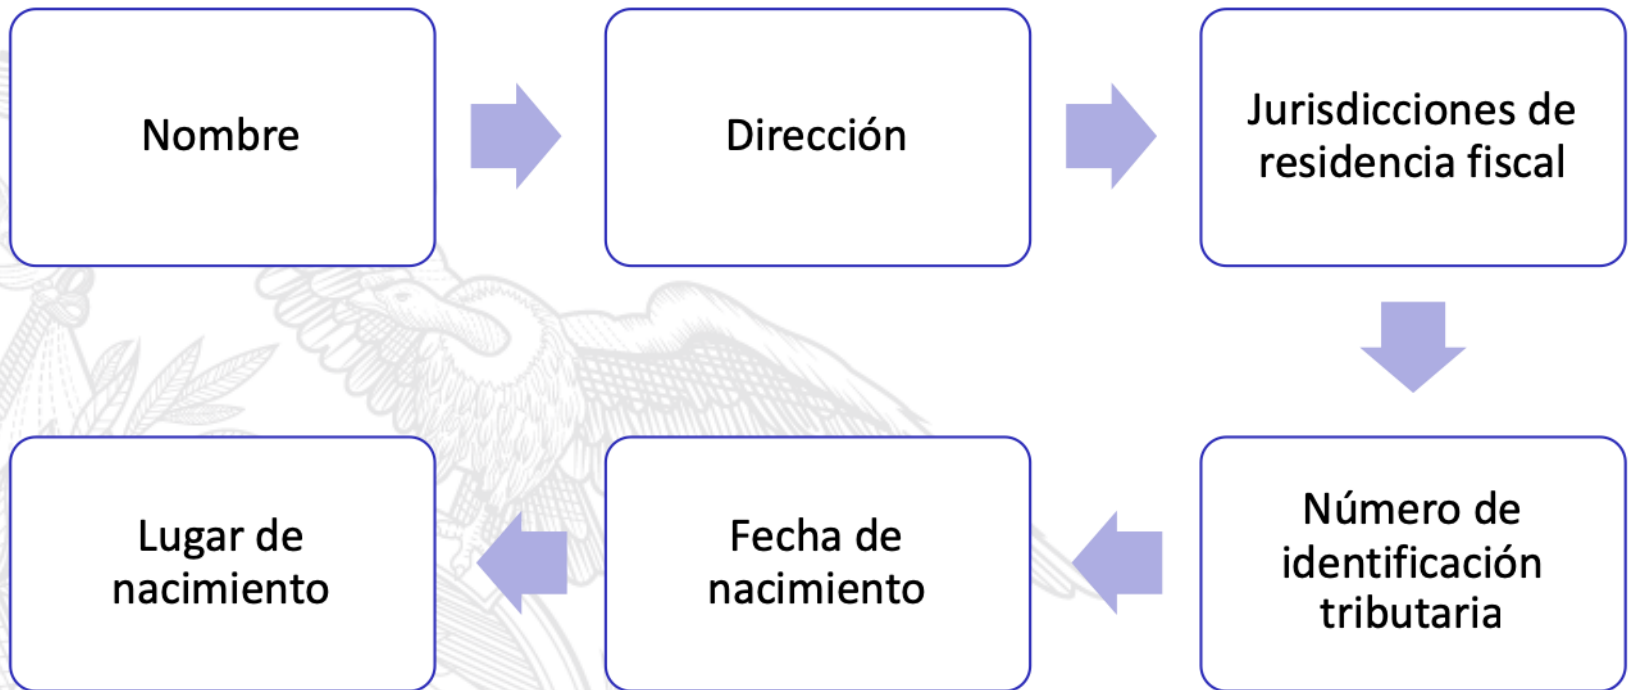 Nombre
Dirección
Jurisdicciones de
residencia fiscal
Número de
identificación
tributaria
Fecha de
nacimiento
Lugar de
nacimiento